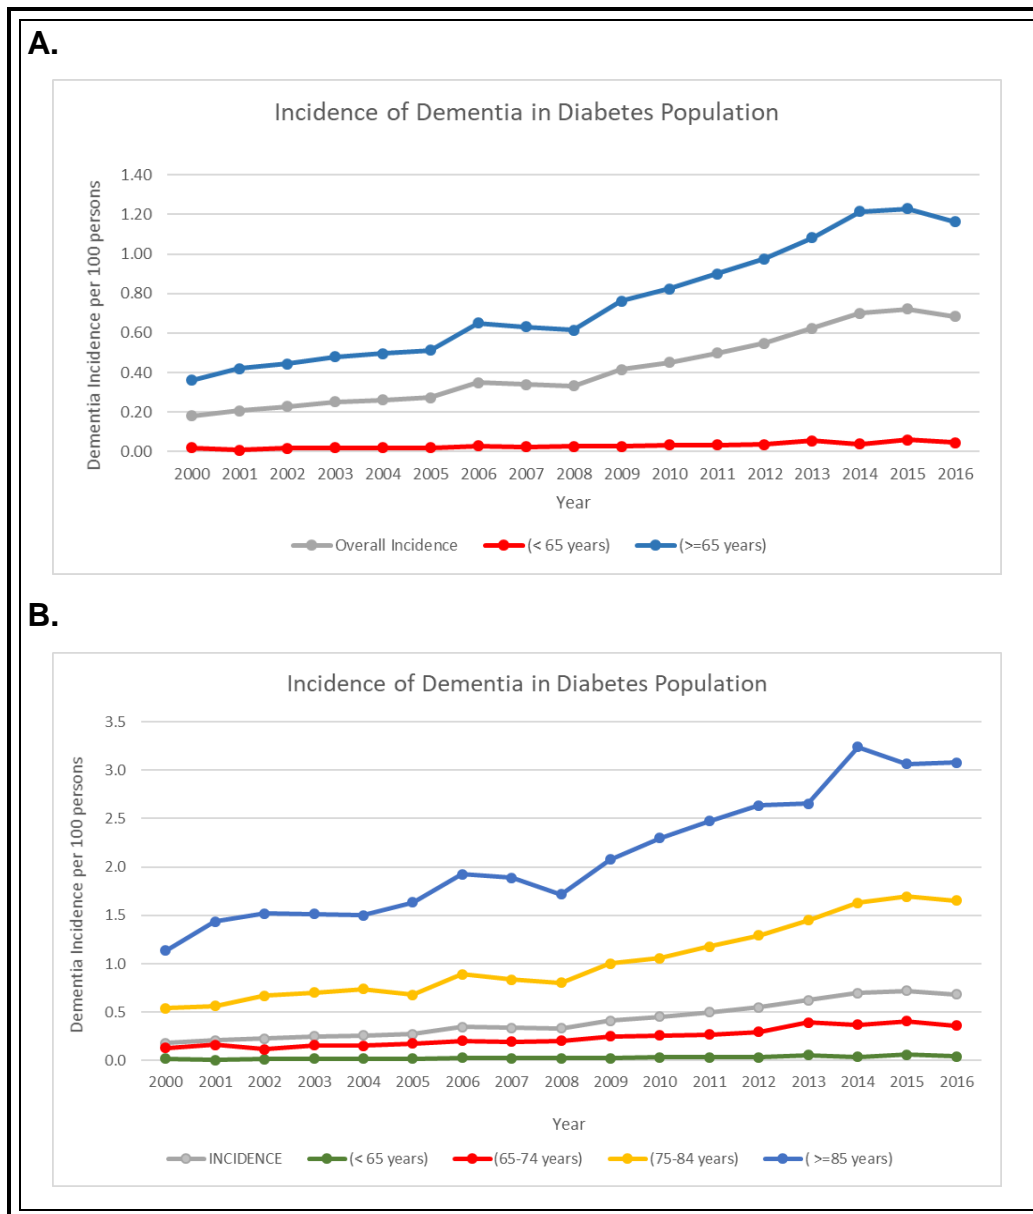 A.
Incidence of Dementia in Diabetes Population
Dementia Incidence per 100 persons
1.40
1.20
1.00
0.80
0.60
0.40
0.20
0.00
2000 2001 2002 2003 2004 2005 2006 2007 2008 2009 2010 2011 2012 2013 2014 2015 2016
Year
Overall Incidence (< 65 years) (>=65 years)
B.
Incidence of Dementia in Diabetes Population
Dementia Incidence per 100 persons
3.5
3.0
2.5
2.0
1.5
1.0
0.5
0.0
2000 2001 2002 2003 2004 2005 2006 2007 2008 2009 2010 2011 2012 2013 2014 2015 2016
Year
INCIDENCE (< 65 years) (65-74 years) (75-84 years) ( >=85 years)